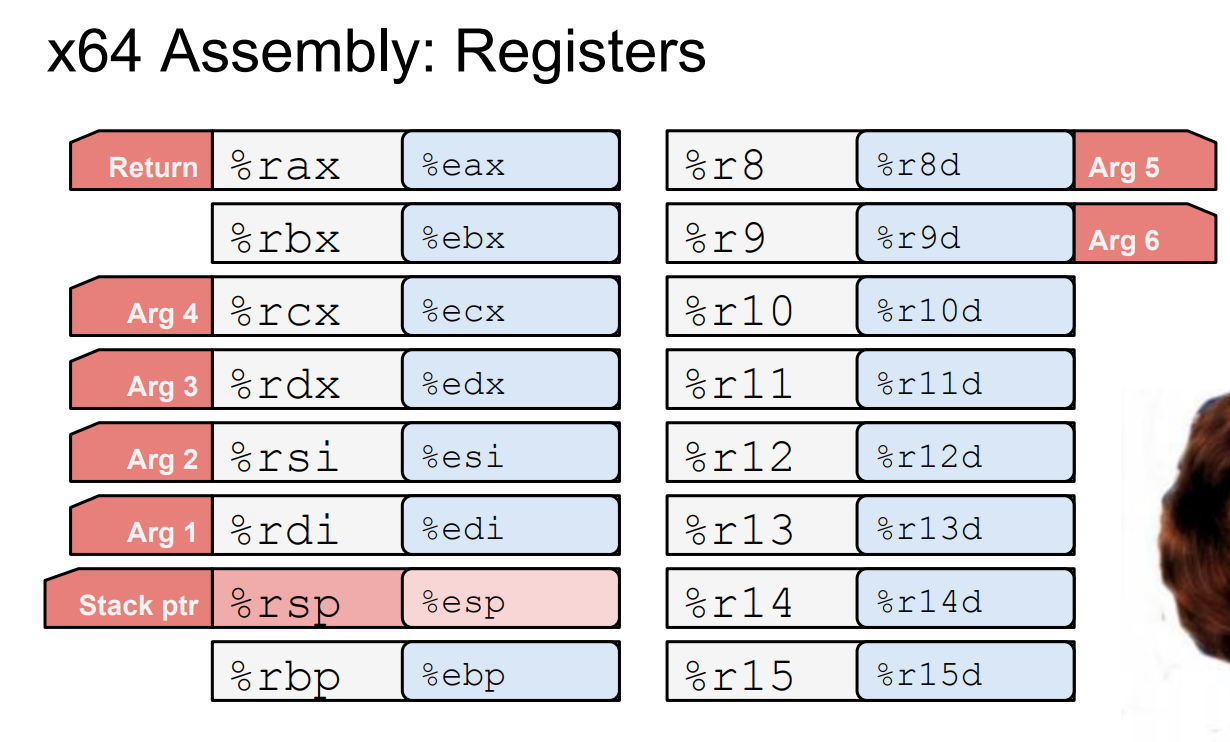 x64 Assembly: Registers
Return %rax %eax
%rbx %ebx
Arg 4 %rcx %ecx
Arg 3 %rdx %edx
Arg 2 %rsi %esi
Arg 1 %rdi %edi
Stack ptr %rsp %esp
%rbp %ebp
%r8 %r8d Arg 5
%r9 %r9d Arg 6
%r10 %r10d
%r11 %r11d
%r12 %r12d
%r13 %r13d
%r14 %r14d
%r15 %r15d